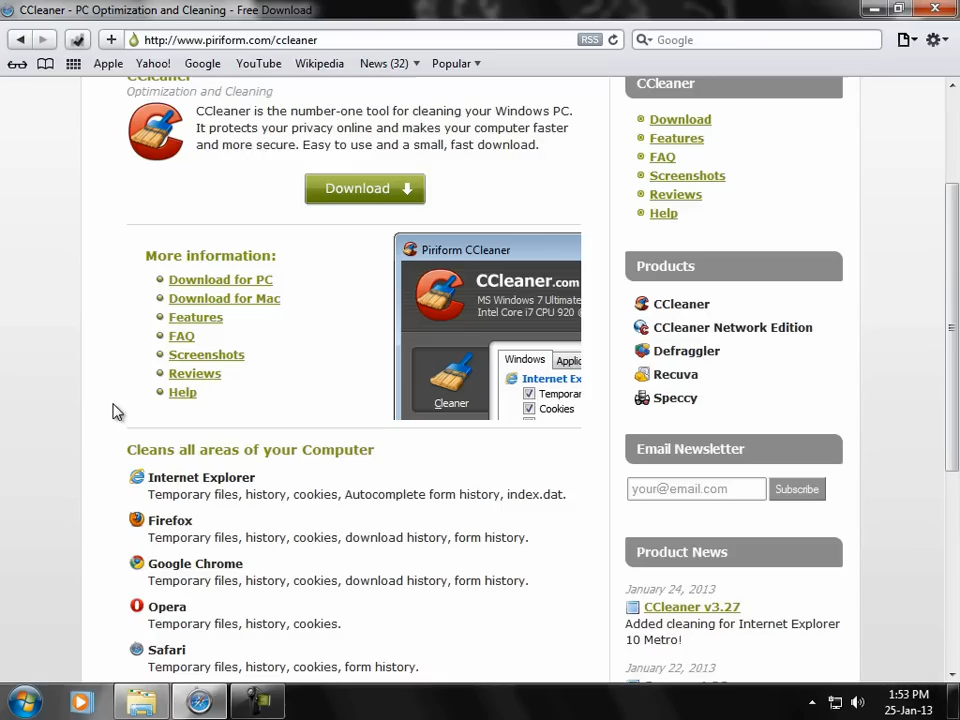 CCleaner - PC Optimization and Cleaning - Free Download
http://www.piriform.com/ccleaner
RSS
Google
Apple
Yahoo!
Google
YouTube
Wikipedia
News (32)
Popular
CCleaner
Optimization and Cleaning
CCleaner is the number-one tool for cleaning your Windows PC.
It protects your privacy online and makes your computer faster
and more secure. Easy to use and a small, fast download.
Download
More information:
Download for PC
Download for Mac
Features
FAQ
Screenshots
Reviews
Help
Piriform CCleaner
CCleaner.com
MS Windows 7 Ultimate
Intel Core i7 CPU 920 @
Cleaner
Windows
Applic
Internet Ex
Tempora
Cookies
Cleans all areas of your Computer
Internet Explorer
Temporary files, history, cookies, Autocomplete form history, index.dat.
Firefox
Temporary files, history, cookies, download history, form history.
Google Chrome
Temporary files, history, cookies, download history, form history.
Opera
Temporary files, history, cookies.
Safari
Temporary files, history, cookies, form history.
CCleaner
Download
Features
FAQ
Screenshots
Reviews
Help
Products
CCleaner
CCleaner Network Edition
Defraggler
Recuva
Speccy
Email Newsletter
your@email.com
Subscribe
Product News
January 24, 2013
CCleaner v3.27
Added cleaning for Internet Explorer
10 Metro!
January 22, 2013
1:53 PM
25-Jan-13